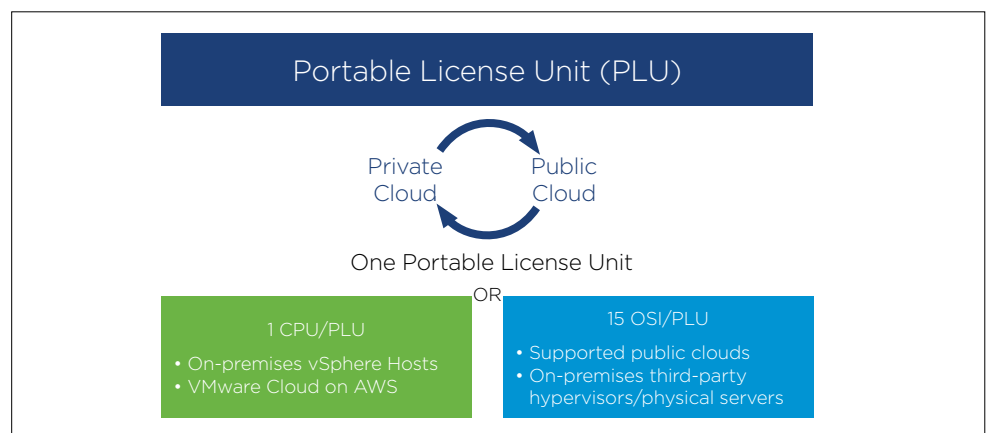 Portable License Unit (PLU)
Private
Cloud
Public
Cloud
One Portable License Unit
OR
1 CPU/PLU
• On-premises vSphere Hosts
• VMware Cloud on AWS
15 OSI/PLU
• Supported public clouds
• On-premises third-party
hypervisors/physical servers